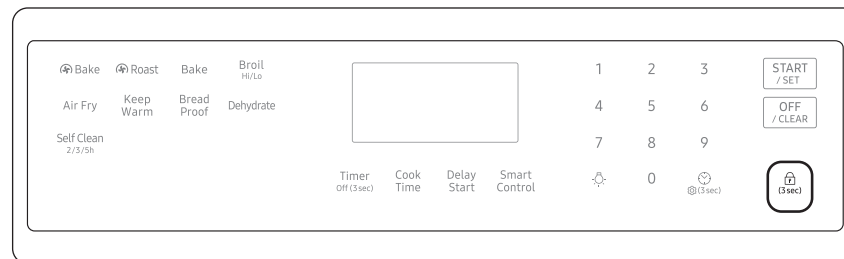 Bake Roast Bake Broil
Hi/Lo
1 2 3
START
/ SET
Air Fry Keep Warm Bread Proof Dehydrate
4 5 6
OFF
/ CLEAR
Self Clean
2/3/5h
7 8 9
Timer
Off (3 sec)
Cook
Time
Delay
Start
Smart
Control
0
(3 sec)
(3 sec)